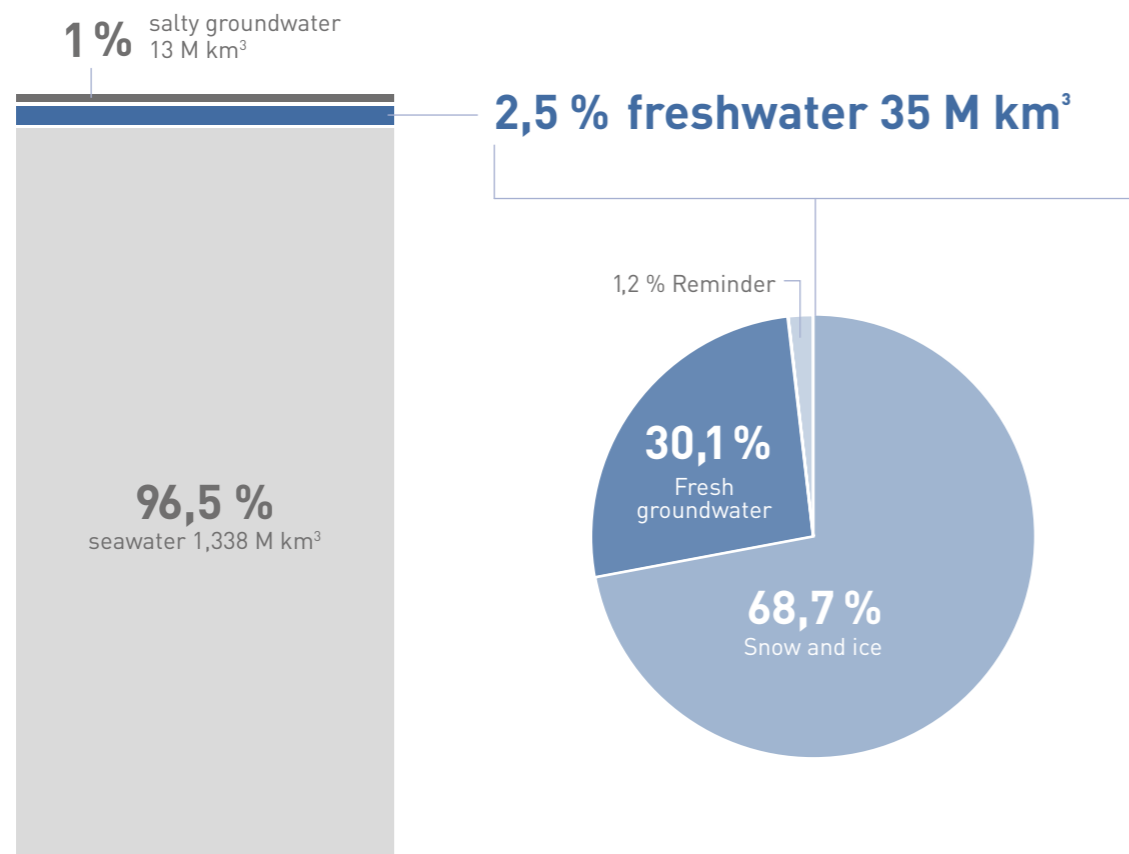 1 % salty groundwater
13 M km³
2,5 % freshwater 35 M km³
1,2 % Reminder
30,1 %
Fresh
groundwater
96,5 %
seawater 1,338 M km³
68,7 %
Snow and ice